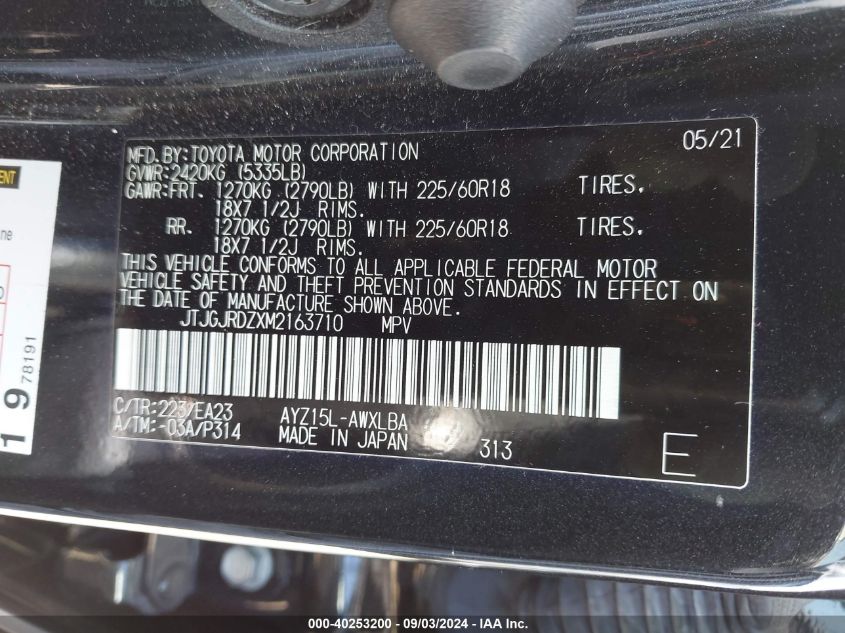 05/21
MFD. BY:TOYOTA MOTOR CORPORATION
GVWR:2420KG (5335LB)
GAWR:FRT. 1270KG (2790LB) WITH 225/60R18 TIRES.
18X7 1/2J RIMS.
RR. 1270KG (2790LB) WITH 225/60R18 TIRES.
18X7 1/2J RIMS.
THIS VEHICLE CONFORMS TO ALL APPLICABLE FEDERAL MOTOR
VEHICLE SAFETY AND THEFT PREVENTION STANDARDS IN EFFECT ON
THE DATE OF MANUFACTURE SHOWN ABOVE.
JTJGJRDZXM2163710 MPV
C/TR:223/EA23 AYZ15L-AWXLBA
A/TM:-03A/P314 MADE IN JAPAN 313
E
19 78191
000-40253200 - 09/03/2024 - IAA Inc.